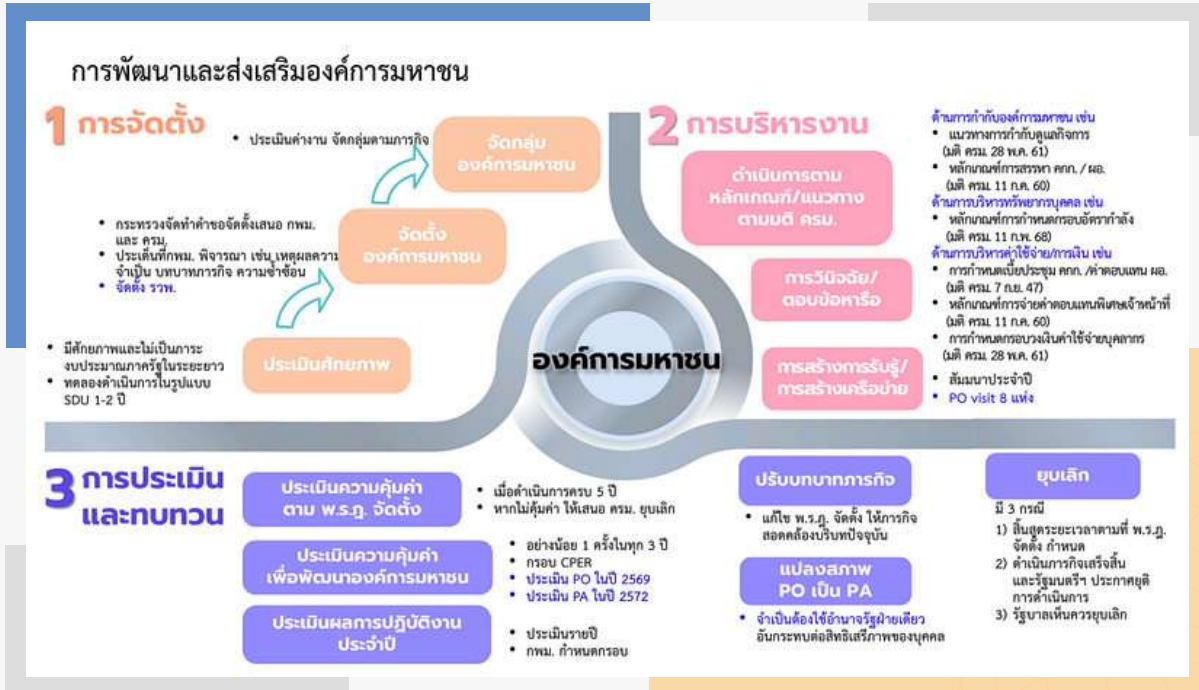 การพัฒนาและส่งเสริมองค์การมหาชน
1 การจัดตั้ง
• ประเมินค่างาน จัดกลุ่มตามภารกิจ
จัดกลุ่ม
องค์การมหาชน
• กระทรวงจัดทำคำขอจัดตั้งเสนอ กพม.
และ ครม.
• ประเด็นที่กพม. พิจารณา เช่น เหตุผลความ
จำเป็น บทบาทภารกิจ ความซ้ำซ้อน
• จัดตั้ง รวพ.
จัดตั้ง
องค์การมหาชน
• มีศักยภาพและไม่เป็นภาระ
งบประมาณภาครัฐในระยะยาว
• ทดลองดำเนินการในรูปแบบ
SDU 1-2 ปี
ประเมินศักยภาพ
องค์การมหาชน
2 การบริหารงาน
ดำเนินการตาม
หลักเกณฑ์/แนวทาง
ตามมติ ครม.
การวินิจฉัย/
ตอบข้อหารือ
การสร้างการรับรู้/
การสร้างเครือข่าย
ด้านการกำกับองค์การมหาชน เช่น
• แนวทางการกำกับดูแลกิจการ
(มติ ครม. 28 พ.ค. 61)
• หลักเกณฑ์การสรรหา คกก. / ผอ.
(มติ ครม. 11 ก.ค. 60)
ด้านการบริหารทรัพยากรบุคคล เช่น
• หลักเกณฑ์การกำหนดกรอบอัตรากำลัง
(มติ ครม. 11 ก.พ. 68)
ด้านการบริหารค่าใช้จ่าย/การเงิน เช่น
• การกำหนดเบี้ยประชุม คกก. /ค่าตอบแทน ผอ.
(มติ ครม. 7 ก.ย. 47)
• หลักเกณฑ์การจ่ายค่าตอบแทนพิเศษเจ้าหน้าที่
(มติ ครม. 11 ก.ค. 60)
• การกำหนดกรอบวงเงินค่าใช้จ่ายบุคลากร
(มติ ครม. 28 พ.ค. 61)
• สัมมนาประจำปี
• PO visit 8 แห่ง
3 การประเมิน
และทบทวน
ประเมินความคุ้มค่า
ตาม พ.ร.ฎ. จัดตั้ง
• เมื่อดำเนินการครบ 5 ปี
• หากไม่คุ้มค่า ให้เสนอ ครม. ยุบเลิก
ประเมินความคุ้มค่า
เพื่อพัฒนาองค์การมหาชน
• อย่างน้อย 1 ครั้งในทุก 3 ปี
• กรอบ CPER
• ประเมิน PO ในปี 2569
• ประเมิน PA ในปี 2572
ประเมินผลการปฏิบัติงาน
ประจำปี
• ประเมินรายปี
• กพม. กำหนดกรอบ
ปรับบทบาทภารกิจ
• แก้ไข พ.ร.ฎ. จัดตั้ง ให้ภารกิจ
สอดคล้องบริบทปัจจุบัน
แปลงสภาพ
PO เป็น PA
• จำเป็นต้องใช้อำนาจรัฐฝ่ายเดียว
อันกระทบต่อสิทธิเสรีภาพของบุคคล
ยุบเลิก
มี 3 กรณี
1) สิ้นสุดระยะเวลาตามที่ พ.ร.ฎ.
จัดตั้ง กำหนด
2) ดำเนินภารกิจเสร็จสิ้น
และรัฐมนตรีฯ ประกาศยุติ
การดำเนินการ
3) รัฐบาลเห็นควรยุบเลิก